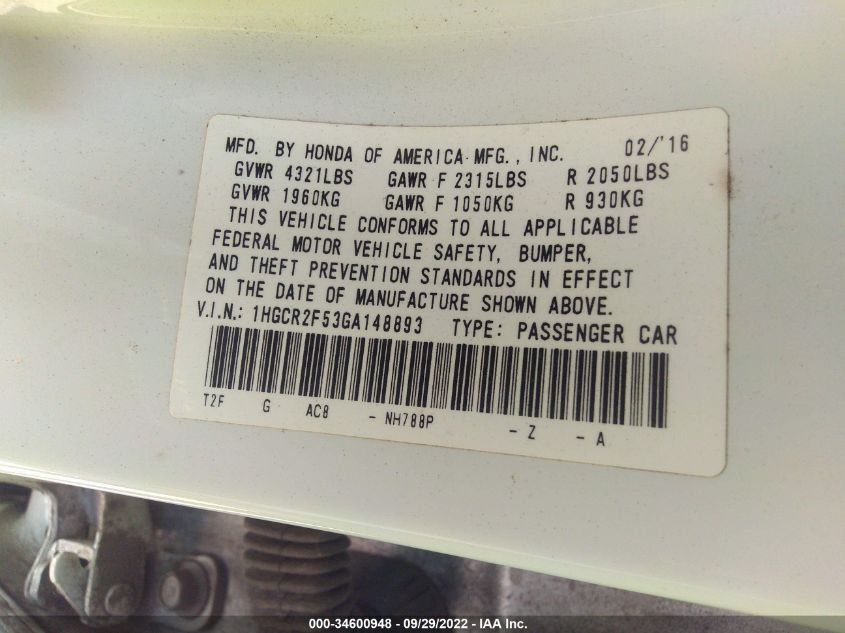 MFD. BY HONDA OF AMERICA MFG., INC. 02/'16
GVWR 4321LBS GAWR F 2315LBS R 2050LBS
GVWR 1960KG GAWR F 1050KG R 930KG
THIS VEHICLE CONFORMS TO ALL APPLICABLE
FEDERAL MOTOR VEHICLE SAFETY, BUMPER,
AND THEFT PREVENTION STANDARDS IN EFFECT
ON THE DATE OF MANUFACTURE SHOWN ABOVE.
V.I.N.: 1HGCR2F53GA148893 TYPE: PASSENGER CAR
T2F G AC8 - NH788P - Z - A
000-34600948 - 09/29/2022 - IAA Inc.